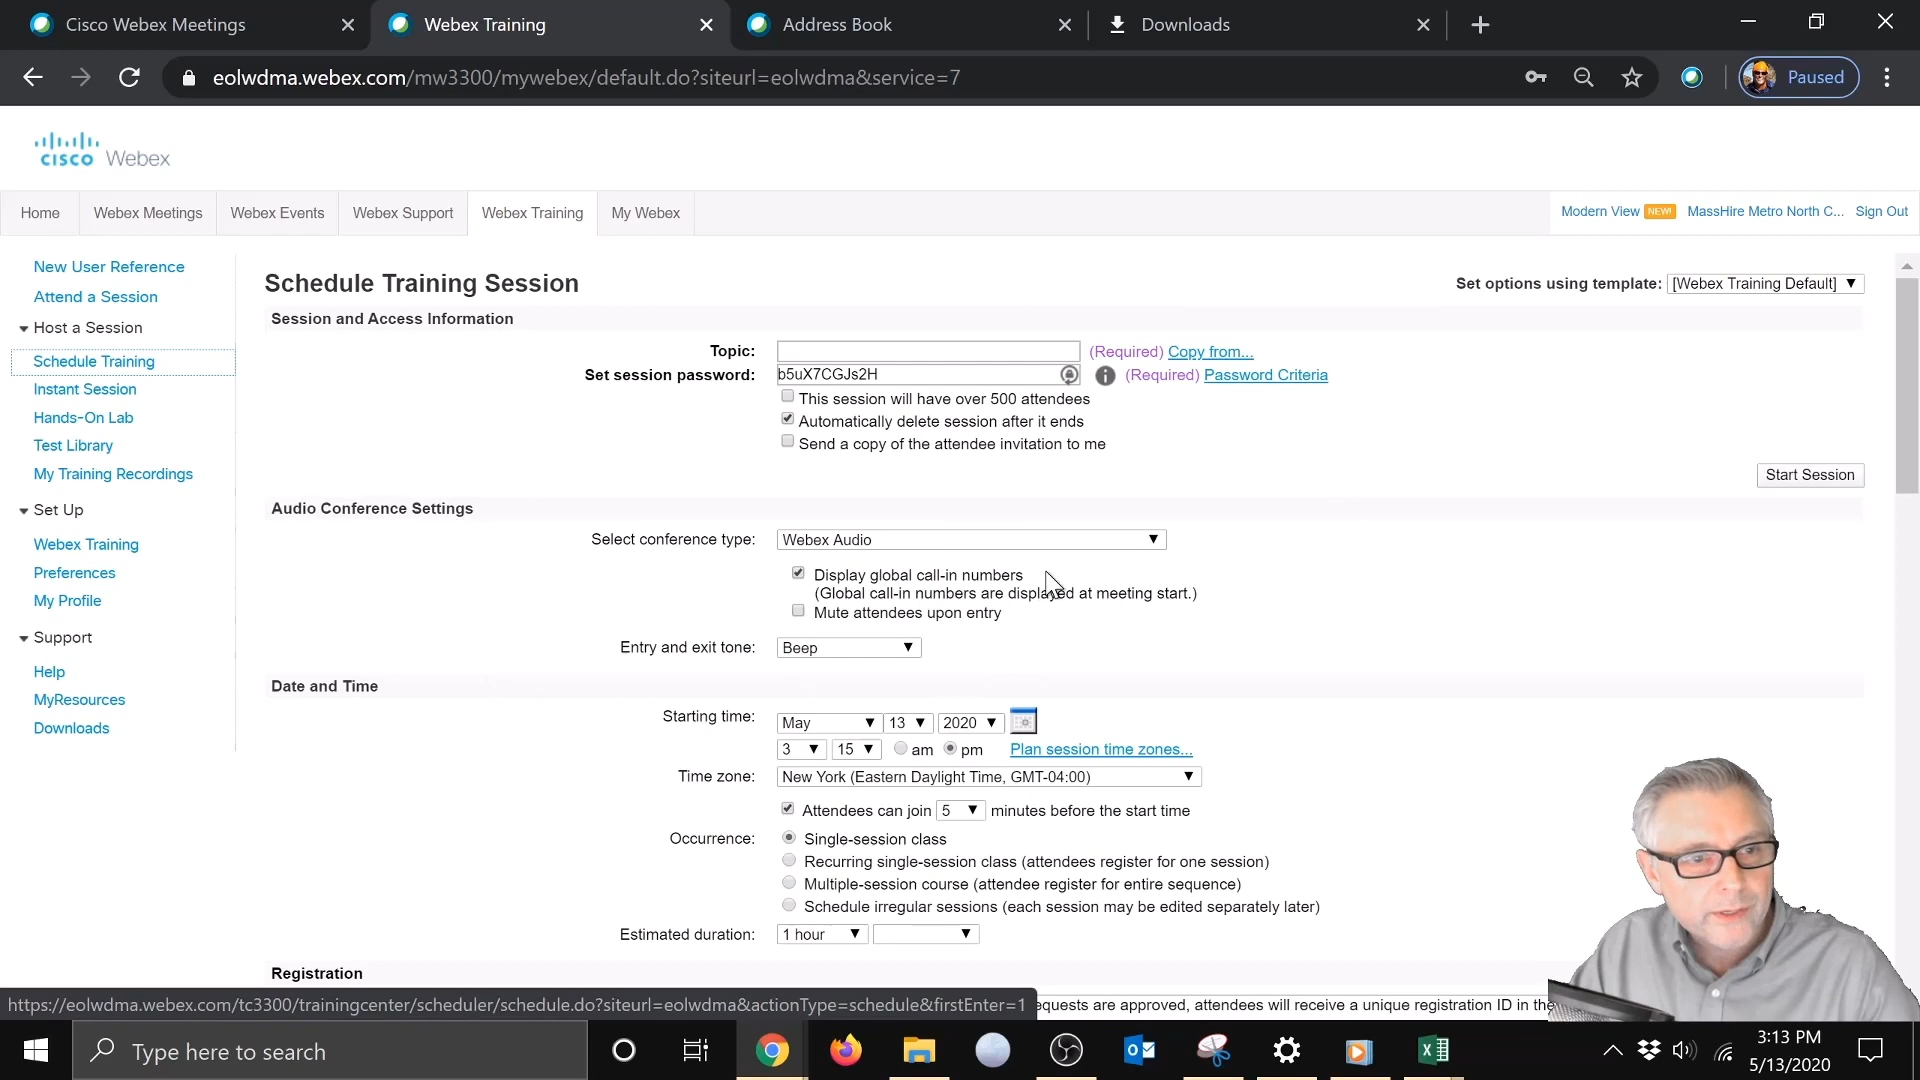 Cisco Webex Meetings
Webex Training
Address Book
Downloads
eolwdma.webex.com/mw3300/mywebex/default.do?siteurl=eolwdma&service=7
Paused
CISCO Webex
Home
Webex Meetings
Webex Events
Webex Support
Webex Training
My Webex
Modern View NEW!
MassHire Metro North C...
Sign Out
New User Reference
Attend a Session
Host a Session
Schedule Training
Instant Session
Hands-On Lab
Test Library
My Training Recordings
Set Up
Webex Training
Preferences
My Profile
Support
Help
MyResources
Downloads
Schedule Training Session
Set options using template: [Webex Training Default]
Session and Access Information
Topic: (Required) Copy from...
Set session password: b5uX7CGJs2H (Required) Password Criteria
This session will have over 500 attendees
Automatically delete session after it ends
Send a copy of the attendee invitation to me
Start Session
Audio Conference Settings
Select conference type: Webex Audio
Display global call-in numbers
(Global call-in numbers are displayed at meeting start.)
Mute attendees upon entry
Entry and exit tone: Beep
Date and Time
Starting time: May 13 2020
3 15 am pm Plan session time zones...
Time zone: New York (Eastern Daylight Time, GMT-04:00)
Attendees can join 5 minutes before the start time
Occurrence: Single-session class
Recurring single-session class (attendees register for one session)
Multiple-session course (attendee register for entire sequence)
Schedule irregular sessions (each session may be edited separately later)
Estimated duration: 1 hour
Registration
https://eolwdma.webex.com/tc3300/trainingcenter/scheduler/schedule.do?siteurl=eolwdma&actionType=schedule&firstEnter=1
equests are approved, attendees will receive a unique registration ID in the
Type here to search
3:13 PM
5/13/2020